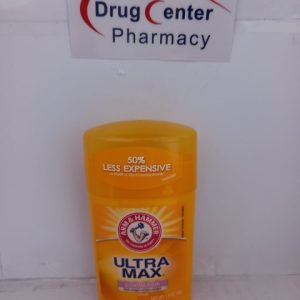 Drug Center
Pharmacy
50%
LESS EXPENSIVE
ARM & HAMMER
ULTRA
MAX